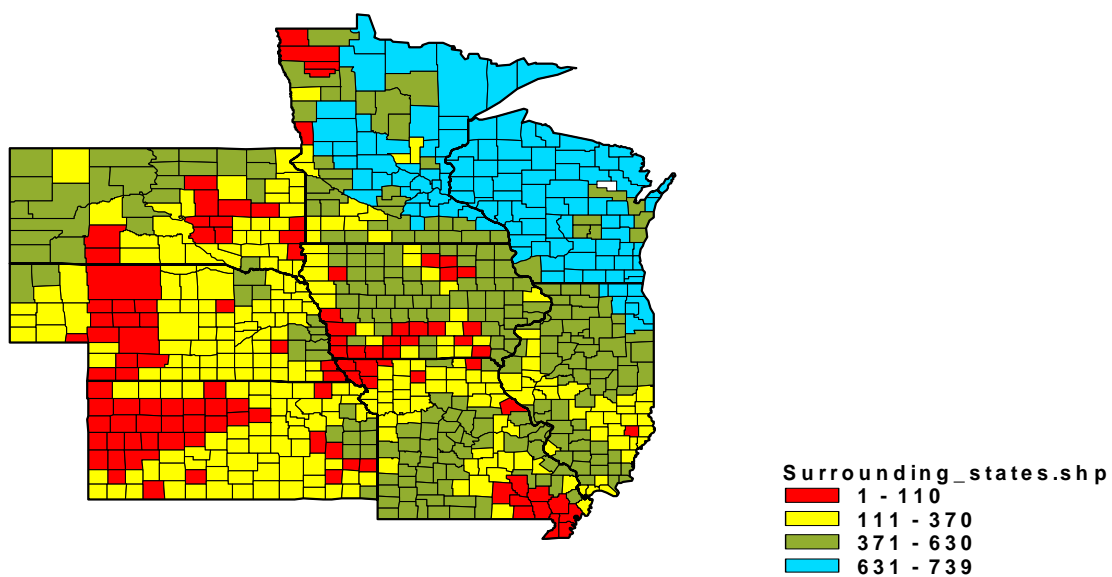 Surrounding_states.shp
1 - 110
111 - 370
371 - 630
631 - 739